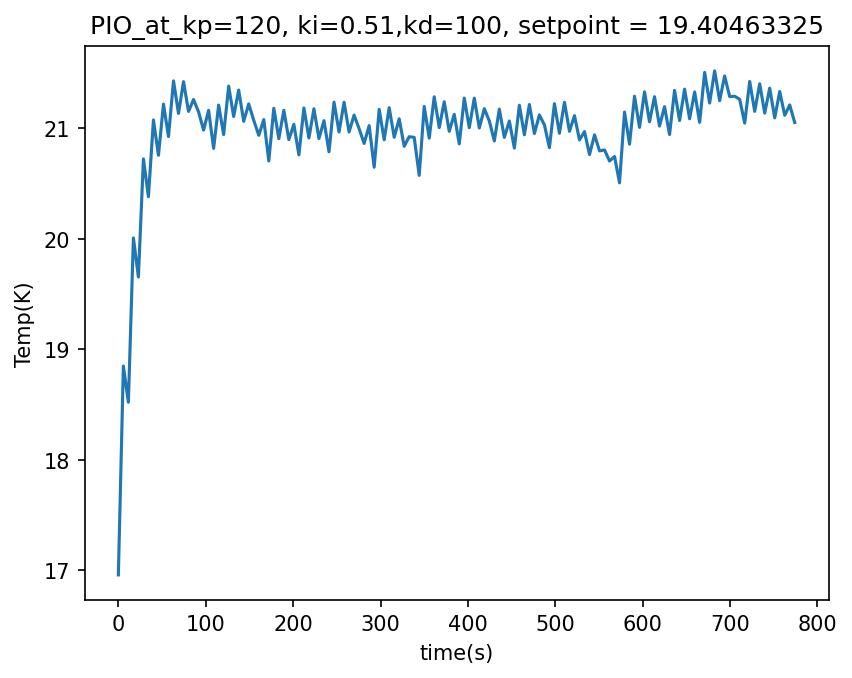 PIO_at_kp=120, ki=0.51,kd=100, setpoint = 19.40463325
21
20
19
18
17
Temp(K)
0 100 200 300 400 500 600 700 800
time(s)